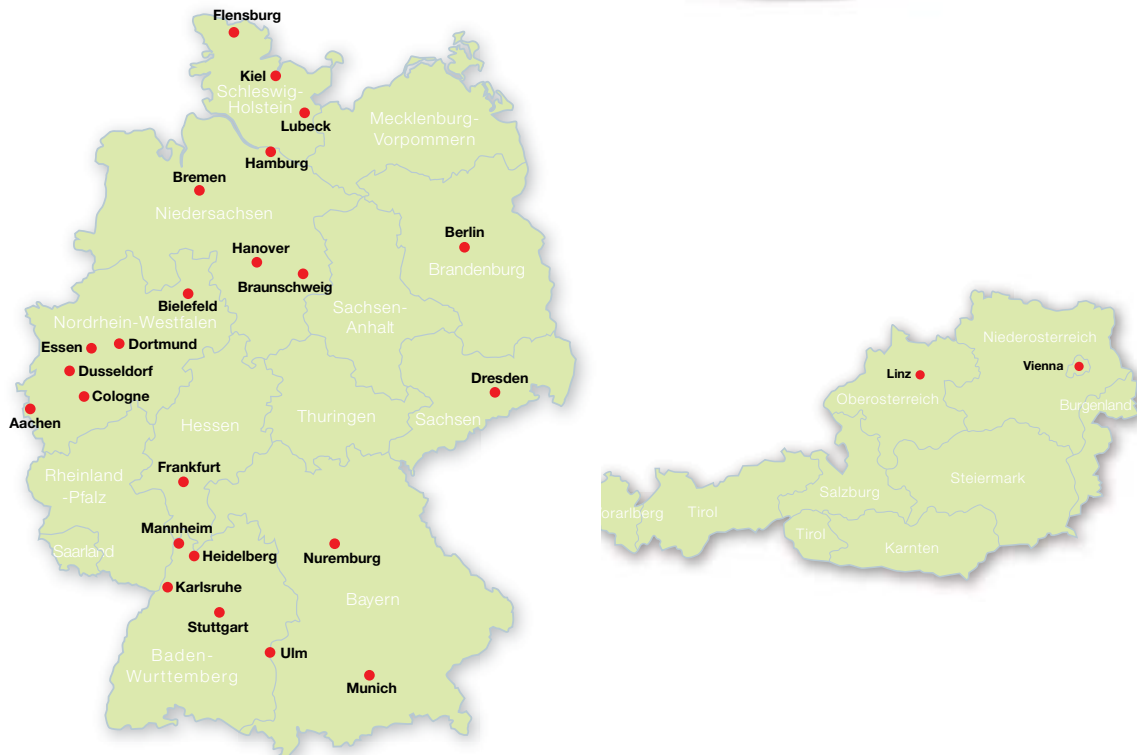 Flensburg
Kiel
Schleswig-
Holstein
Lubeck
Mecklenburg-
Vorpommern
Hamburg
Bremen
Niedersachsen
Berlin
Hanover
Brandenburg
Braunschweig
Bielefeld
Sachsen-
Anhalt
Nordrhein-Westfalen
Essen
Dortmund
Dusseldorf
Dresden
Cologne
Aachen
Thuringen
Sachsen
Hessen
Frankfurt
Rheinland
-Pfalz
Mannheim
Saarland
Heidelberg
Nuremburg
Karlsruhe
Bayern
Stuttgart
Ulm
Baden-
Wurttemberg
Munich
Niederosterreich
Linz
Vienna
Oberosterreich
Burgenland
Steiermark
Salzburg
orarlberg
Tirol
Tirol
Karnten